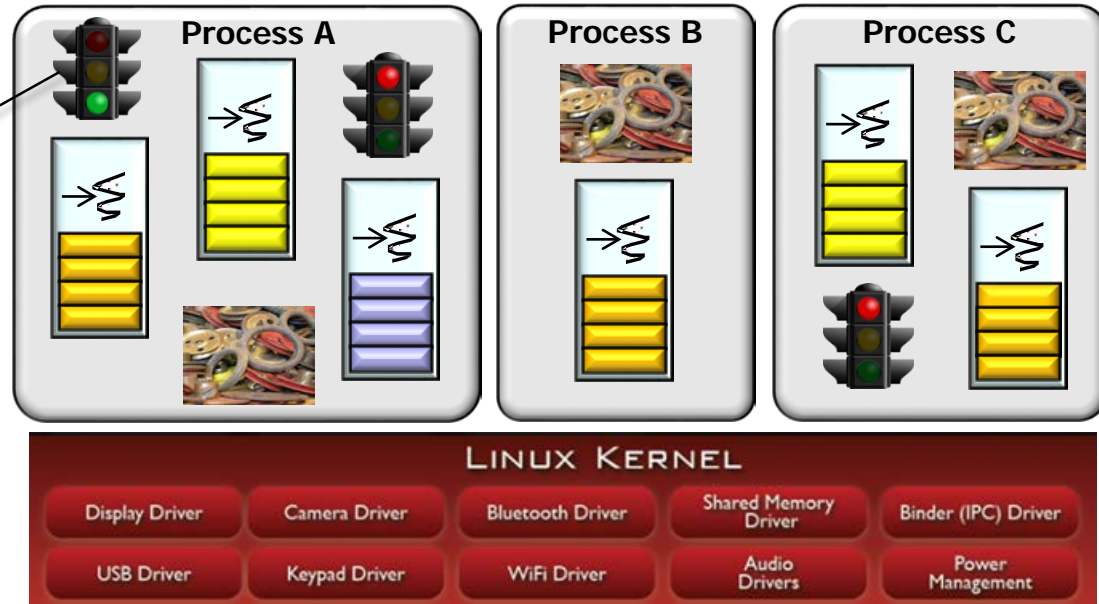 Process A
Process B
Process C
LINUX KERNEL
Display Driver
Camera Driver
Bluetooth Driver
Shared Memory
Driver
Binder (IPC) Driver
USB Driver
Keypad Driver
WiFi Driver
Audio
Drivers
Power
Management